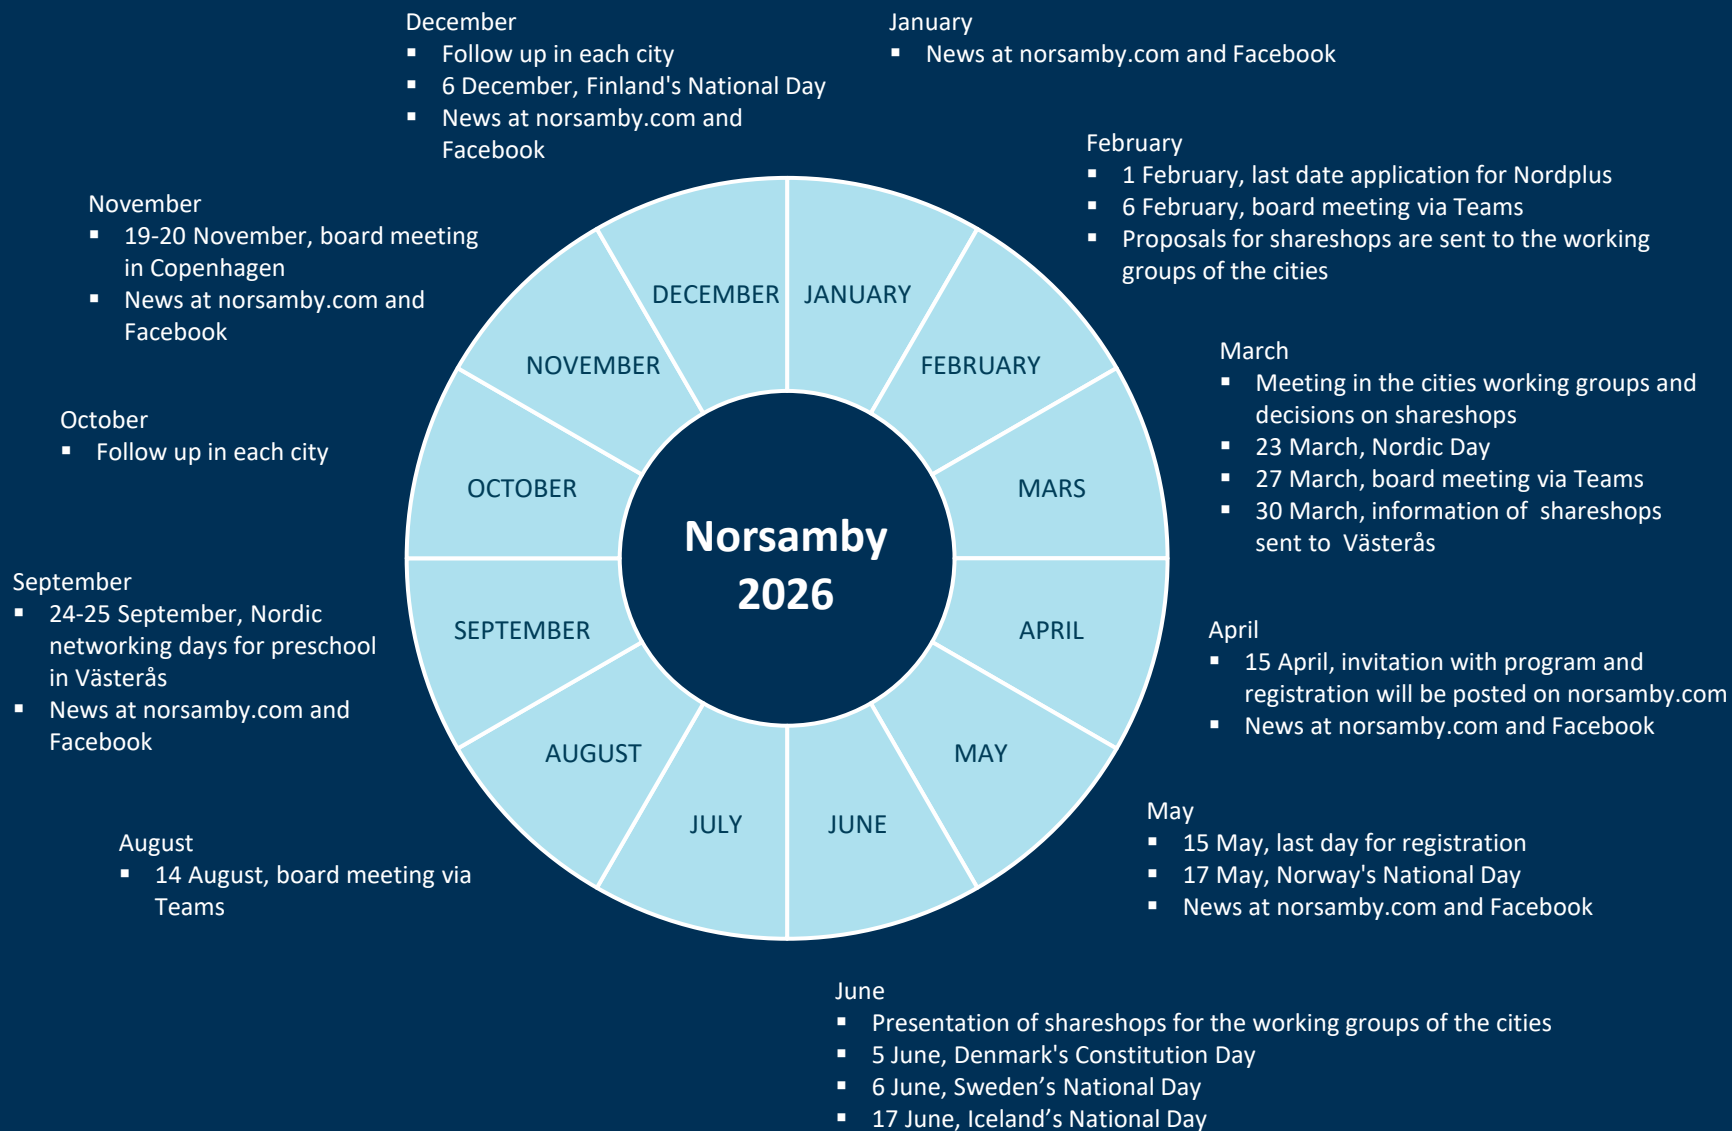 December
▪ Follow up in each city
▪ 6 December, Finland's National Day
▪ News at norsamby.com and
Facebook
January
▪ News at norsamby.com and Facebook
February
▪ 1 February, last date application for Nordplus
▪ 6 February, board meeting via Teams
▪ Proposals for shareshops are sent to the working
groups of the cities
March
▪ Meeting in the cities working groups and
decisions on shareshops
▪ 23 March, Nordic Day
▪ 27 March, board meeting via Teams
▪ 30 March, information of shareshops
sent to Västerås
April
▪ 15 April, invitation with program and
registration will be posted on norsamby.com
▪ News at norsamby.com and Facebook
May
▪ 15 May, last day for registration
▪ 17 May, Norway's National Day
▪ News at norsamby.com and Facebook
June
▪ Presentation of shareshops for the working groups of the cities
▪ 5 June, Denmark's Constitution Day
▪ 6 June, Sweden’s National Day
▪ 17 June, Iceland’s National Day
August
▪ 14 August, board meeting via
Teams
September
▪ 24-25 September, Nordic
networking days for preschool
in Västerås
▪ News at norsamby.com and
Facebook
October
▪ Follow up in each city
November
▪ 19-20 November, board meeting
in Copenhagen
▪ News at norsamby.com and
Facebook
JANUARY
FEBRUARY
MARS
APRIL
MAY
JUNE
JULY
AUGUST
SEPTEMBER
OCTOBER
NOVEMBER
DECEMBER
Norsamby
2026